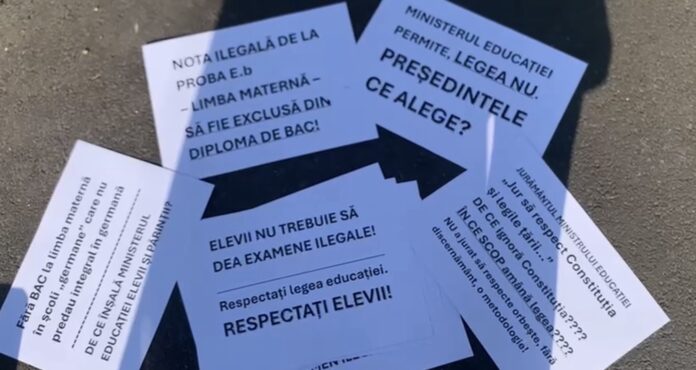 NOTA ILEGALĂ DE LA
PROBA E.b
– LIMBA MATERNĂ –
SĂ FIE EXCLUSĂ DIN
DIPLOMA DE BAC!
MINISTERUL EDUCAȚIEI
PERMITE, LEGEA NU.
PREȘEDINTELE
CE ALEGE?
Fără BAC la limba maternă
în școli „germane” care nu
predau integral în germană
DE CE ÎNȘALĂ MINISTERUL
EDUCAȚIEI ELEVII ȘI PĂRINȚII?
ELEVII NU TREBUIE SĂ
DEA EXAMENE ILEGALE!
Respectați legea educației.
RESPECTAȚI ELEVII!
JURĂMÂNTUL MINISTRULUI EDUCAȚIEI
„Jur să respect Constituția
și legile țării...”
DE CE ignoră Constituția????
ÎN CE SCOP amână legea????
NU a jurat să respecte orbește, fără
discernământ, o metodologie!